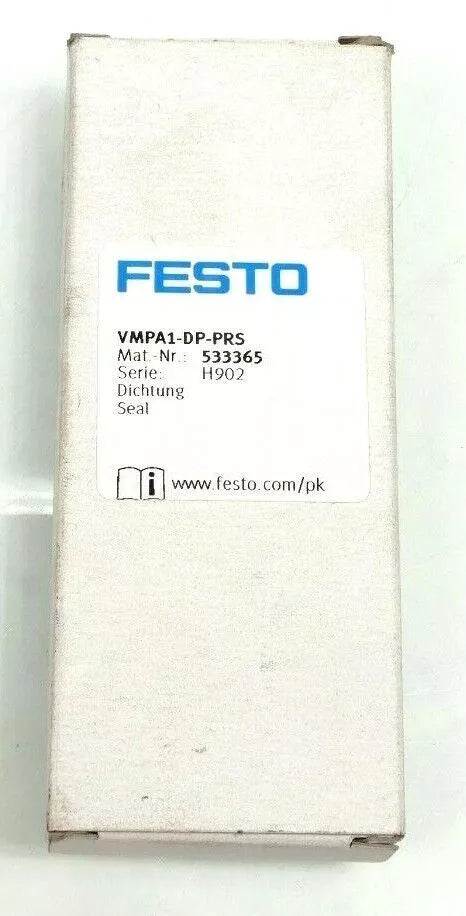 FESTO
VMPA1-DP-PRS
Mat.-Nr.: 533365
Serie: H902
Dichtung
Seal
i www.festo.com/pk